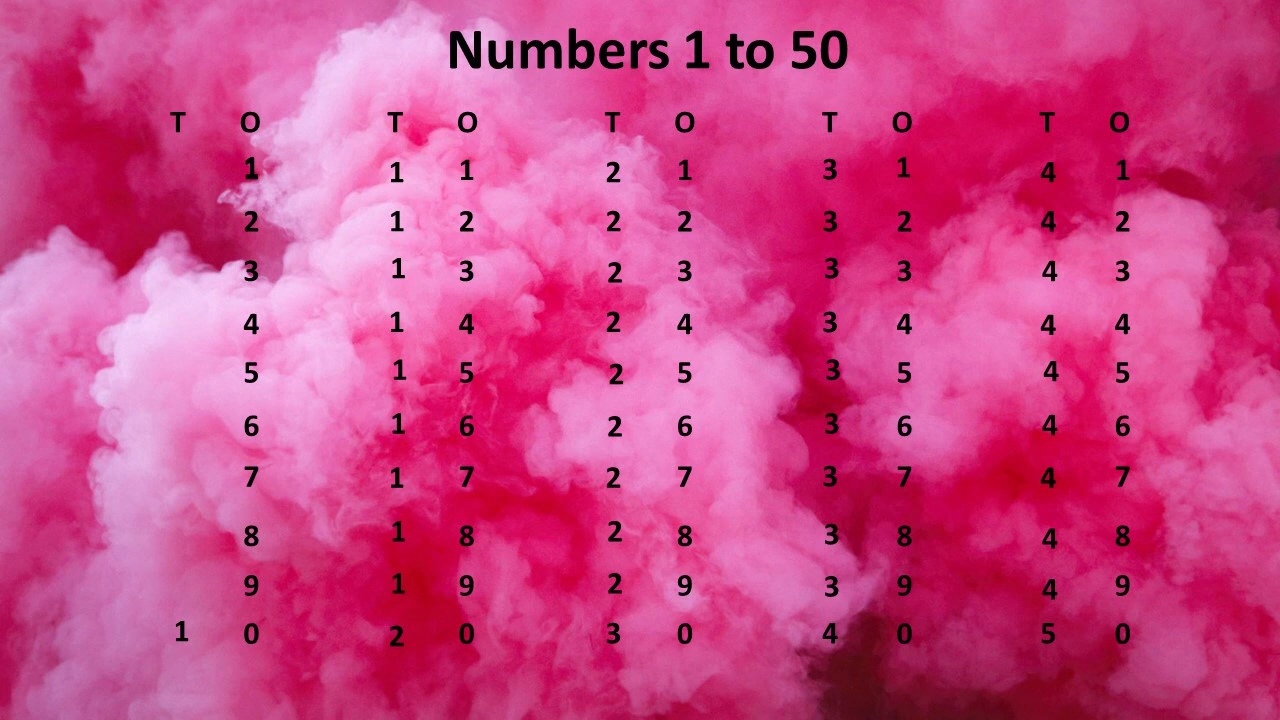 Numbers 1 to 50
T O T O T O T O T O
1 1 1 2 1 3 1 4 1
2 1 2 2 2 3 2 4 2
3 1 3 2 3 3 3 4 3
4 1 4 2 4 3 4 4 4
5 1 5 2 5 3 5 4 5
6 1 6 2 6 3 6 4 6
7 1 7 2 7 3 7 4 7
8 1 8 2 8 3 8 4 8
9 1 9 2 9 3 9 4 9
1 0 2 0 3 0 4 0 5 0